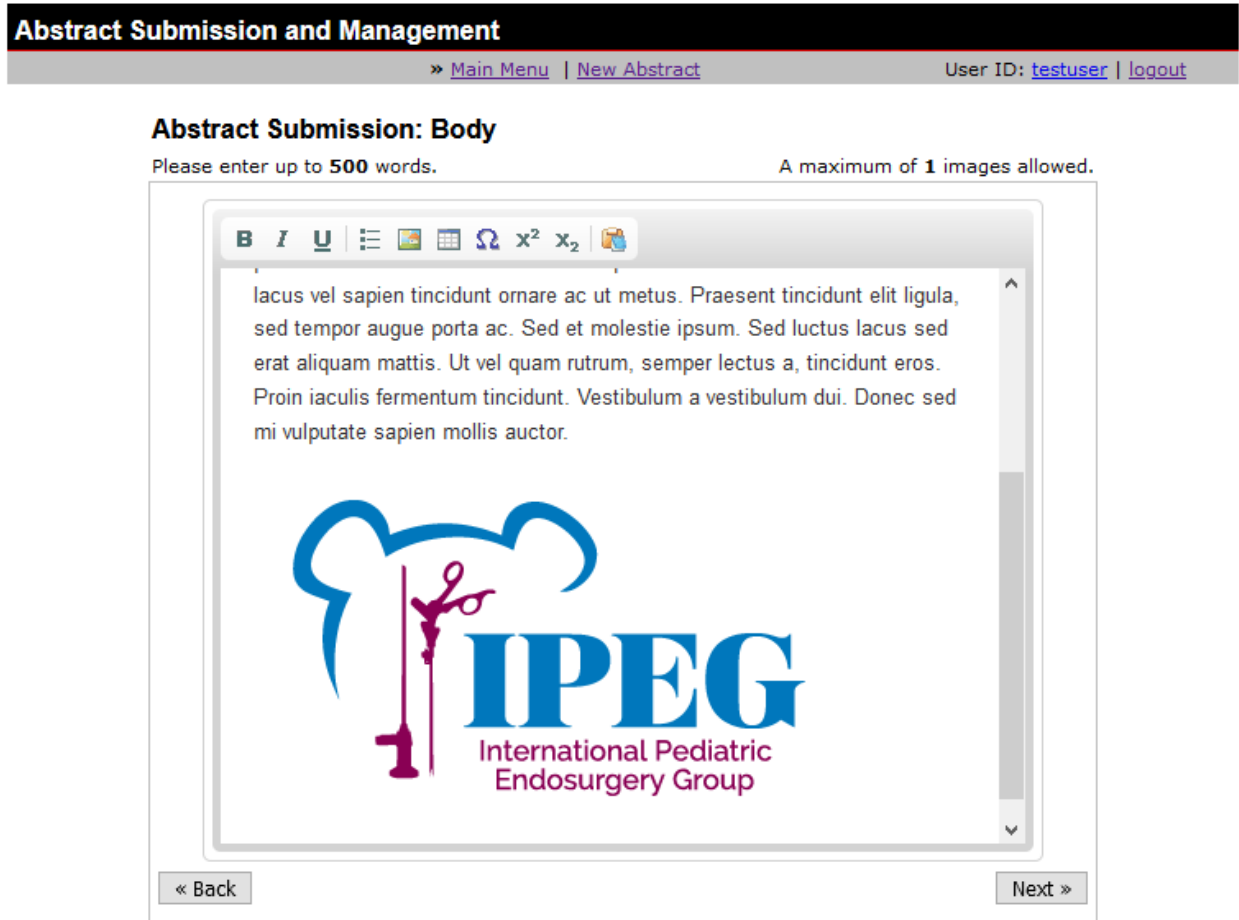 Abstract Submission and Management
» Main Menu | New Abstract User ID: testuser | logout
Abstract Submission: Body
Please enter up to 500 words. A maximum of 1 images allowed.
B I U Ω x² x₂
lacus vel sapien tincidunt ornare ac ut metus. Praesent tincidunt elit ligula,
sed tempor augue porta ac. Sed et molestie ipsum. Sed luctus lacus sed
erat aliquam mattis. Ut vel quam rutrum, semper lectus a, tincidunt eros.
Proin iaculis fermentum tincidunt. Vestibulum a vestibulum dui. Donec sed
mi vulputate sapien mollis auctor.
IPEG
International Pediatric
Endosurgery Group
« Back Next »